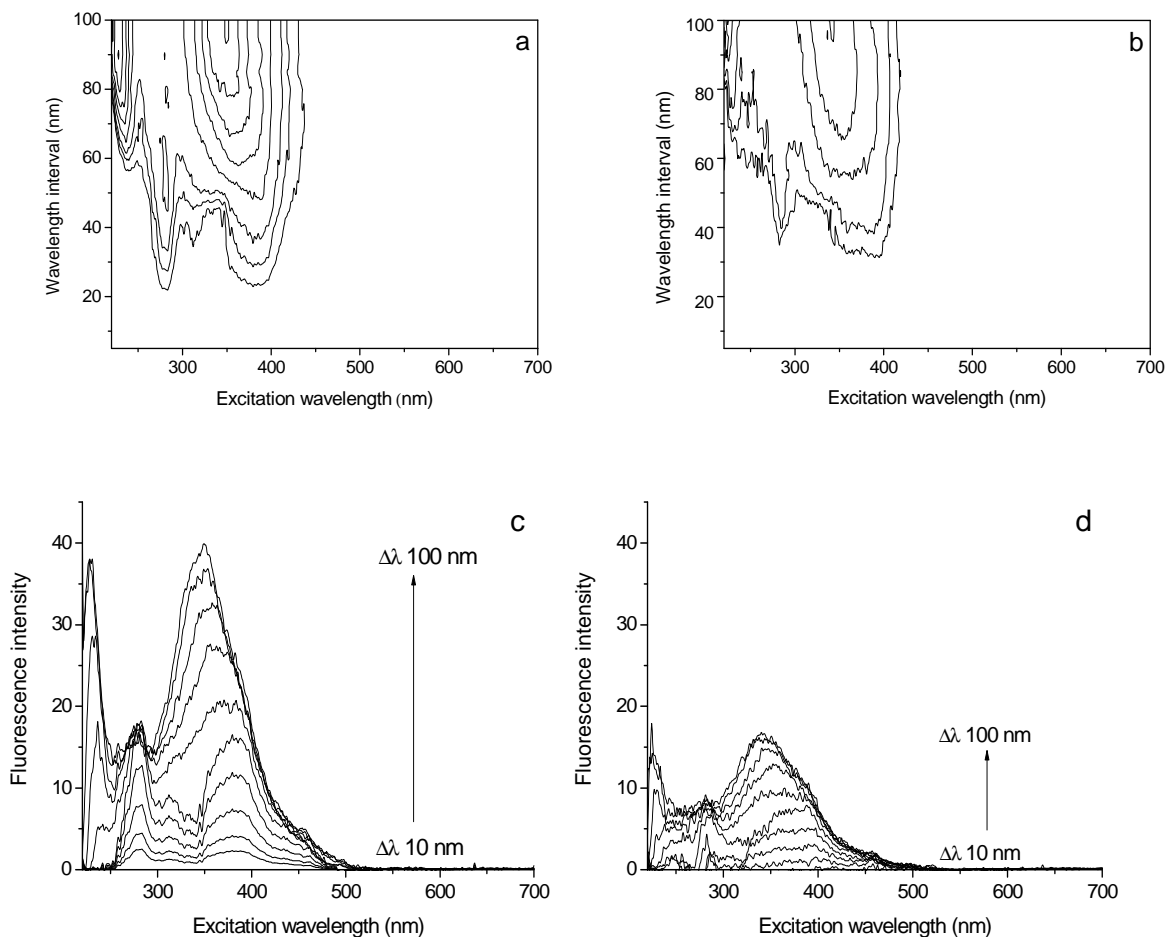 a
100
80
60
40
20
Wavelength interval (nm)
300 400 500 600 700
Excitation wavelength (nm)
b
100
80
60
40
20
Wavelength interval (nm)
300 400 500 600 700
Excitation wavelength (nm)
c
40
30
20
10
0
Fluorescence intensity
Δλ 100 nm
Δλ 10 nm
300 400 500 600 700
Excitation wavelength (nm)
d
40
30
20
10
0
Fluorescence intensity
Δλ 100 nm
Δλ 10 nm
300 400 500 600 700
Excitation wavelength (nm)